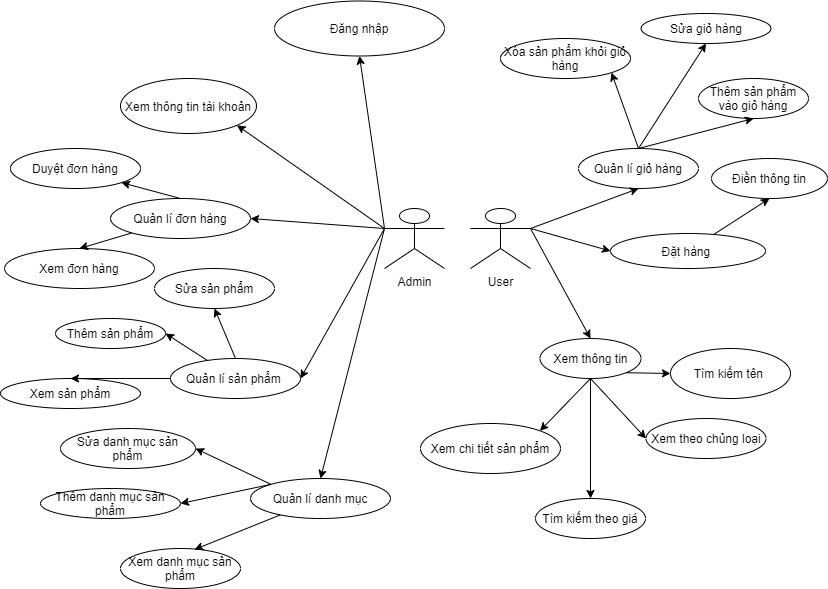 Đăng nhập
Xem thông tin tài khoản
Duyệt đơn hàng
Quản lí đơn hàng
Xem đơn hàng
Admin
Sửa sản phẩm
Thêm sản phẩm
Quản lí sản phẩm
Xem sản phẩm
Sửa danh mục sản
phẩm
Thêm danh mục sản
phẩm
Quản lí danh mục
Xem danh mục sản
phẩm
Sửa giỏ hàng
Xóa sản phẩm khỏi giỏ
hàng
Thêm sản phẩm
vào giỏ hàng
Quản lí giỏ hàng
Điền thông tin
Đặt hàng
User
Xem thông tin
Tìm kiếm tên
Xem theo chủng loại
Xem chi tiết sản phẩm
Tìm kiếm theo giá